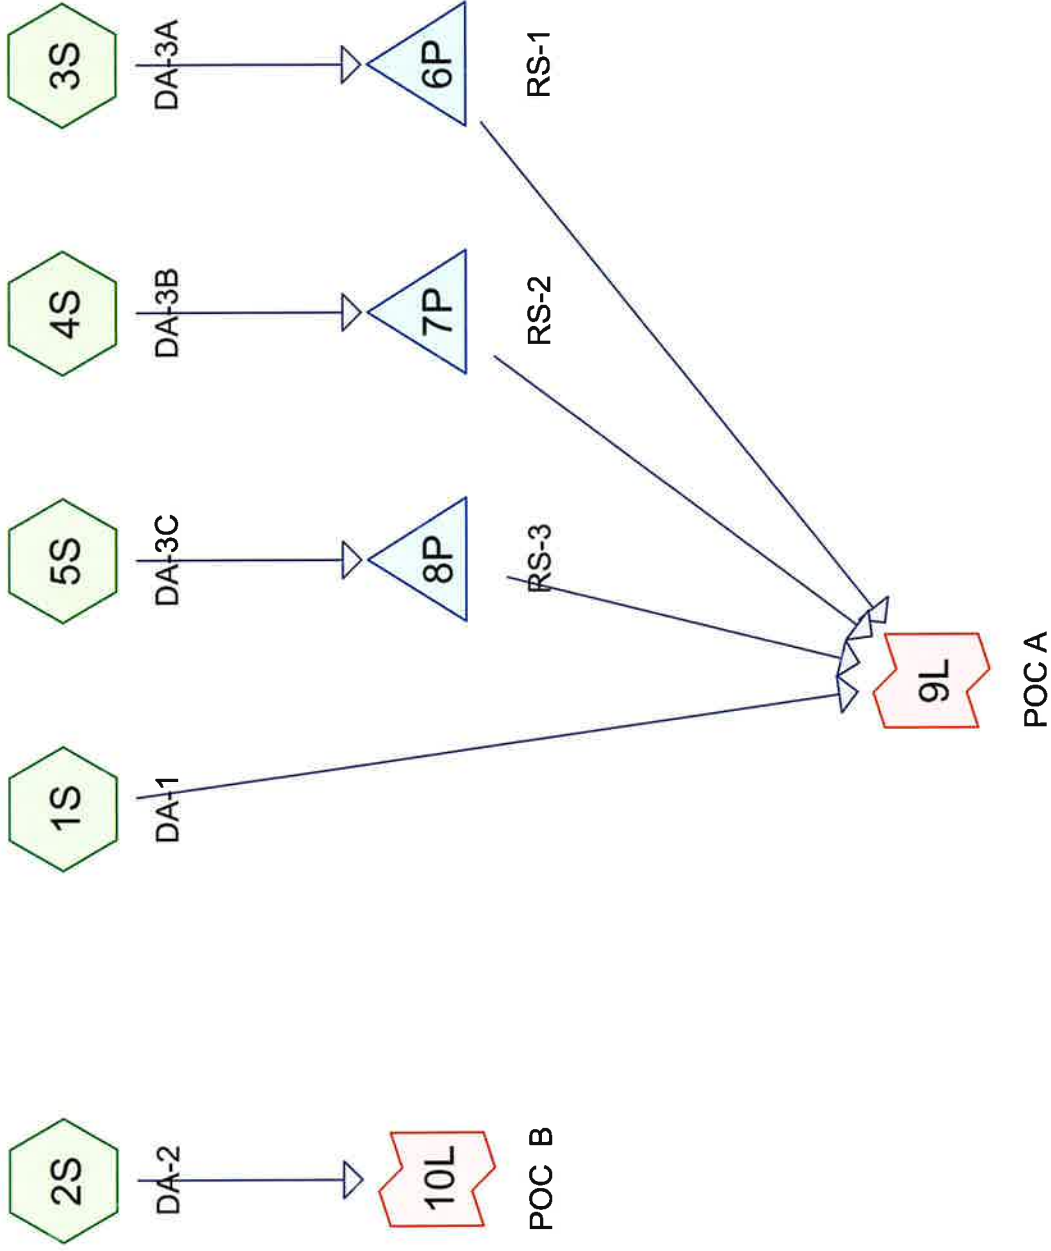 2S
DA-2
10L
POC B
1S
DA-1
5S
DA-3C
8P
RS-3
4S
DA-3B
7P
RS-2
3S
DA-3A
6P
RS-1
9L
POC A